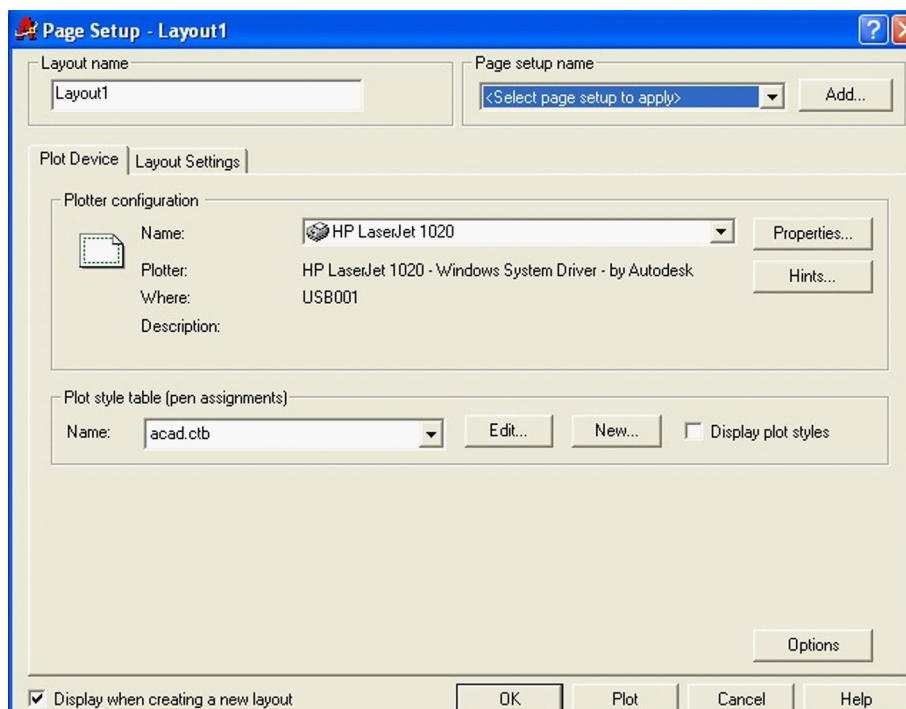 Page Setup - Layout1
Layout name
Layout1
Page setup name
<Select page setup to apply>
Add...
Plot Device
Layout Settings
Plotter configuration
Name:
HP LaserJet 1020
Properties...
Plotter:
HP LaserJet 1020 - Windows System Driver - by Autodesk
Hints...
Where:
USB001
Description:
Plot style table (pen assignments)
Name:
acad.ctb
Edit...
New...
Display plot styles
Options
Display when creating a new layout
OK
Plot
Cancel
Help